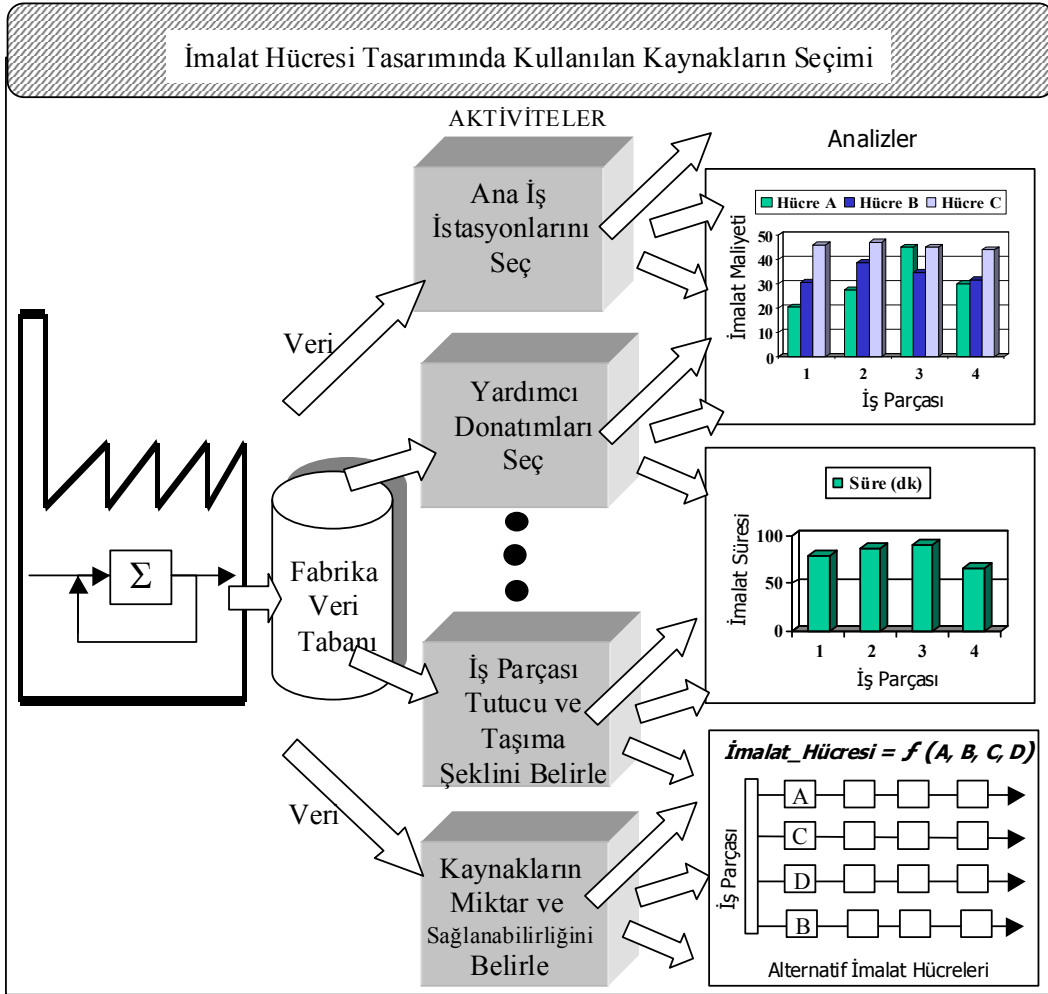 İmalat Hücresi Tasarımında Kullanılan Kaynakların Seçimi
AKTİVİTELER
Analizler
Ana İş
İstasyonlarını
Seç
Veri
Yardımcı
Donatımları
Seç
Fabrika
Veri
Tabanı
Σ
İş Parçası
Tutucu ve
Taşıma
Şeklini Belirle
Veri
Kaynakların
Miktar ve
Sağlanabilirliğini
Belirle
Hücre A Hücre B Hücre C
İmalat Maliyeti
50
40
30
20
10
0
1 2 3 4
İş Parçası
Süre (dk)
İmalat Süresi
100
50
0
1 2 3 4
İş Parçası
İmalat_Hücresi = f (A, B, C, D)
İş Parçası
A
C
D
B
Alternatif İmalat Hücreleri